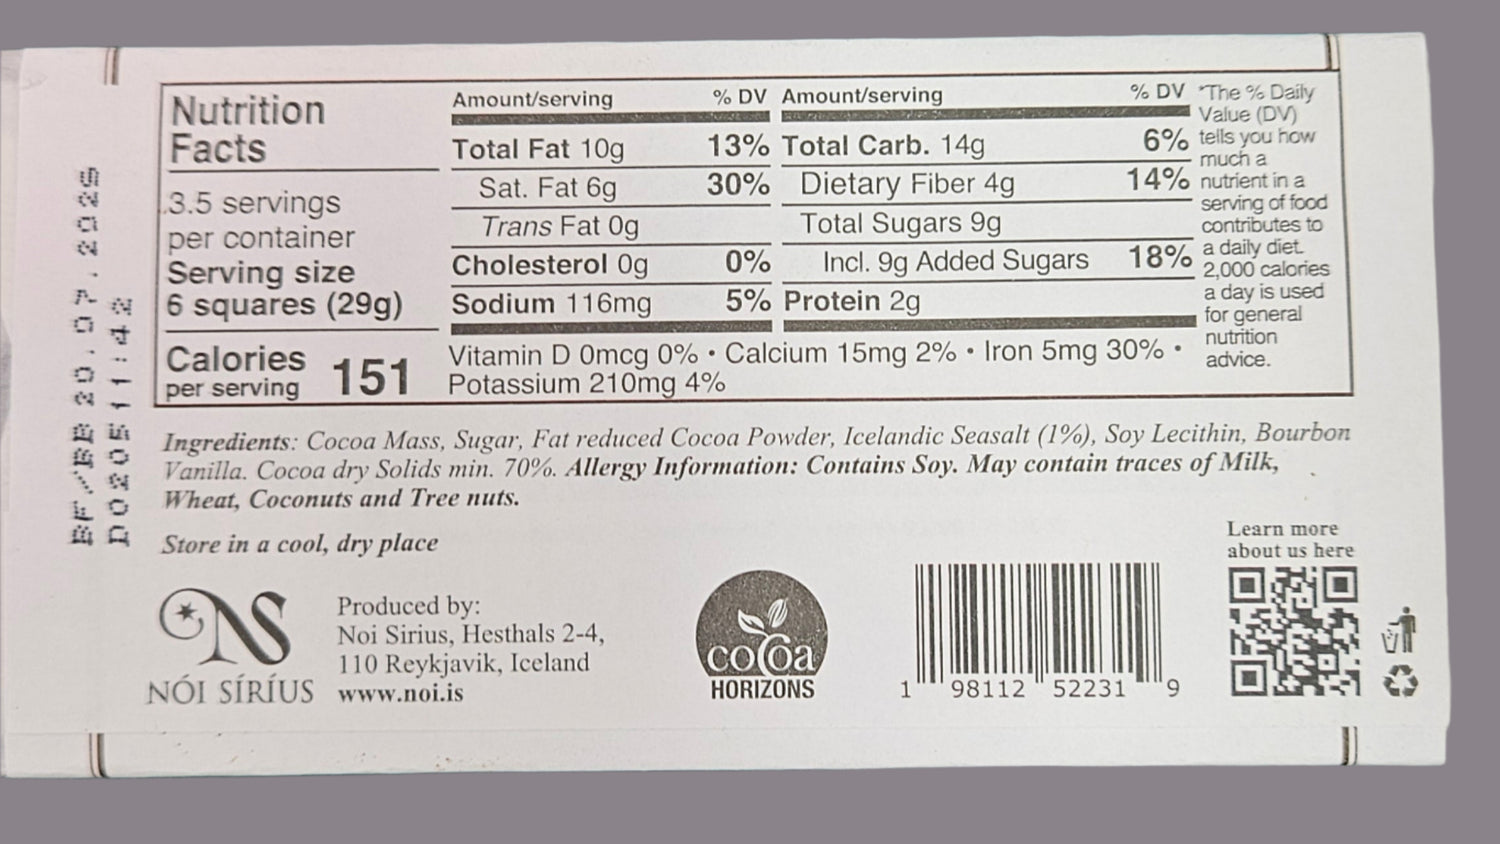 Nutrition
Facts
3.5 servings
per container
Serving size
6 squares (29g)
Calories
per serving 151
Amount/serving % DV
Total Fat 10g 13%
Sat. Fat 6g 30%
Trans Fat 0g
Cholesterol 0g 0%
Sodium 116mg 5%
Amount/serving % DV
Total Carb. 14g 6%
Dietary Fiber 4g 14%
Total Sugars 9g
Incl. 9g Added Sugars 18%
Protein 2g
Vitamin D 0mcg 0% • Calcium 15mg 2% • Iron 5mg 30% •
Potassium 210mg 4%
*The % Daily
Value (DV)
tells you how
much a
nutrient in a
serving of food
contributes to
a daily diet.
2,000 calories
a day is used
for general
nutrition
advice.
Ingredients: Cocoa Mass, Sugar, Fat reduced Cocoa Powder, Icelandic Seasalt (1%), Soy Lecithin, Bourbon
Vanilla. Cocoa dry Solids min. 70%. Allergy Information: Contains Soy. May contain traces of Milk,
Wheat, Coconuts and Tree nuts.
Store in a cool, dry place
BF/BB 20.07.2025
D0205 11:42
NS
NÓI SÍRÍUS
Produced by:
Noi Sirius, Hesthals 2-4,
110 Reykjavik, Iceland
www.noi.is
cocoa
HORIZONS
1 98112 52231 9
Learn more
about us here